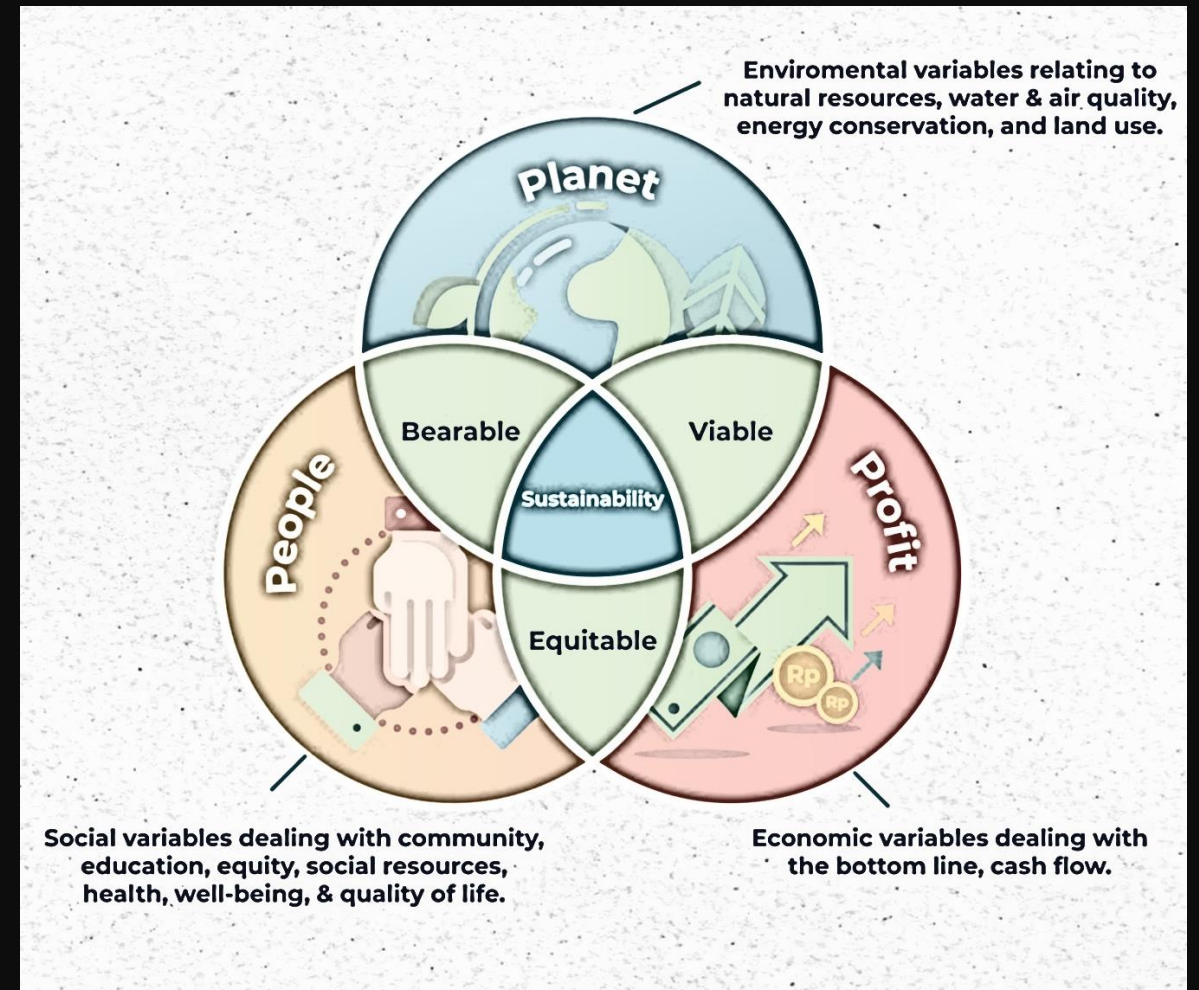 Enviromental variables relating to
natural resources, water & air quality,
energy conservation, and land use.
Planet
Bearable
Viable
People
Sustainability
Profit
Equitable
Rp
Rp
Social variables dealing with community,
education, equity, social resources,
health, well-being, & quality of life.
Economic variables dealing with
the bottom line, cash flow.